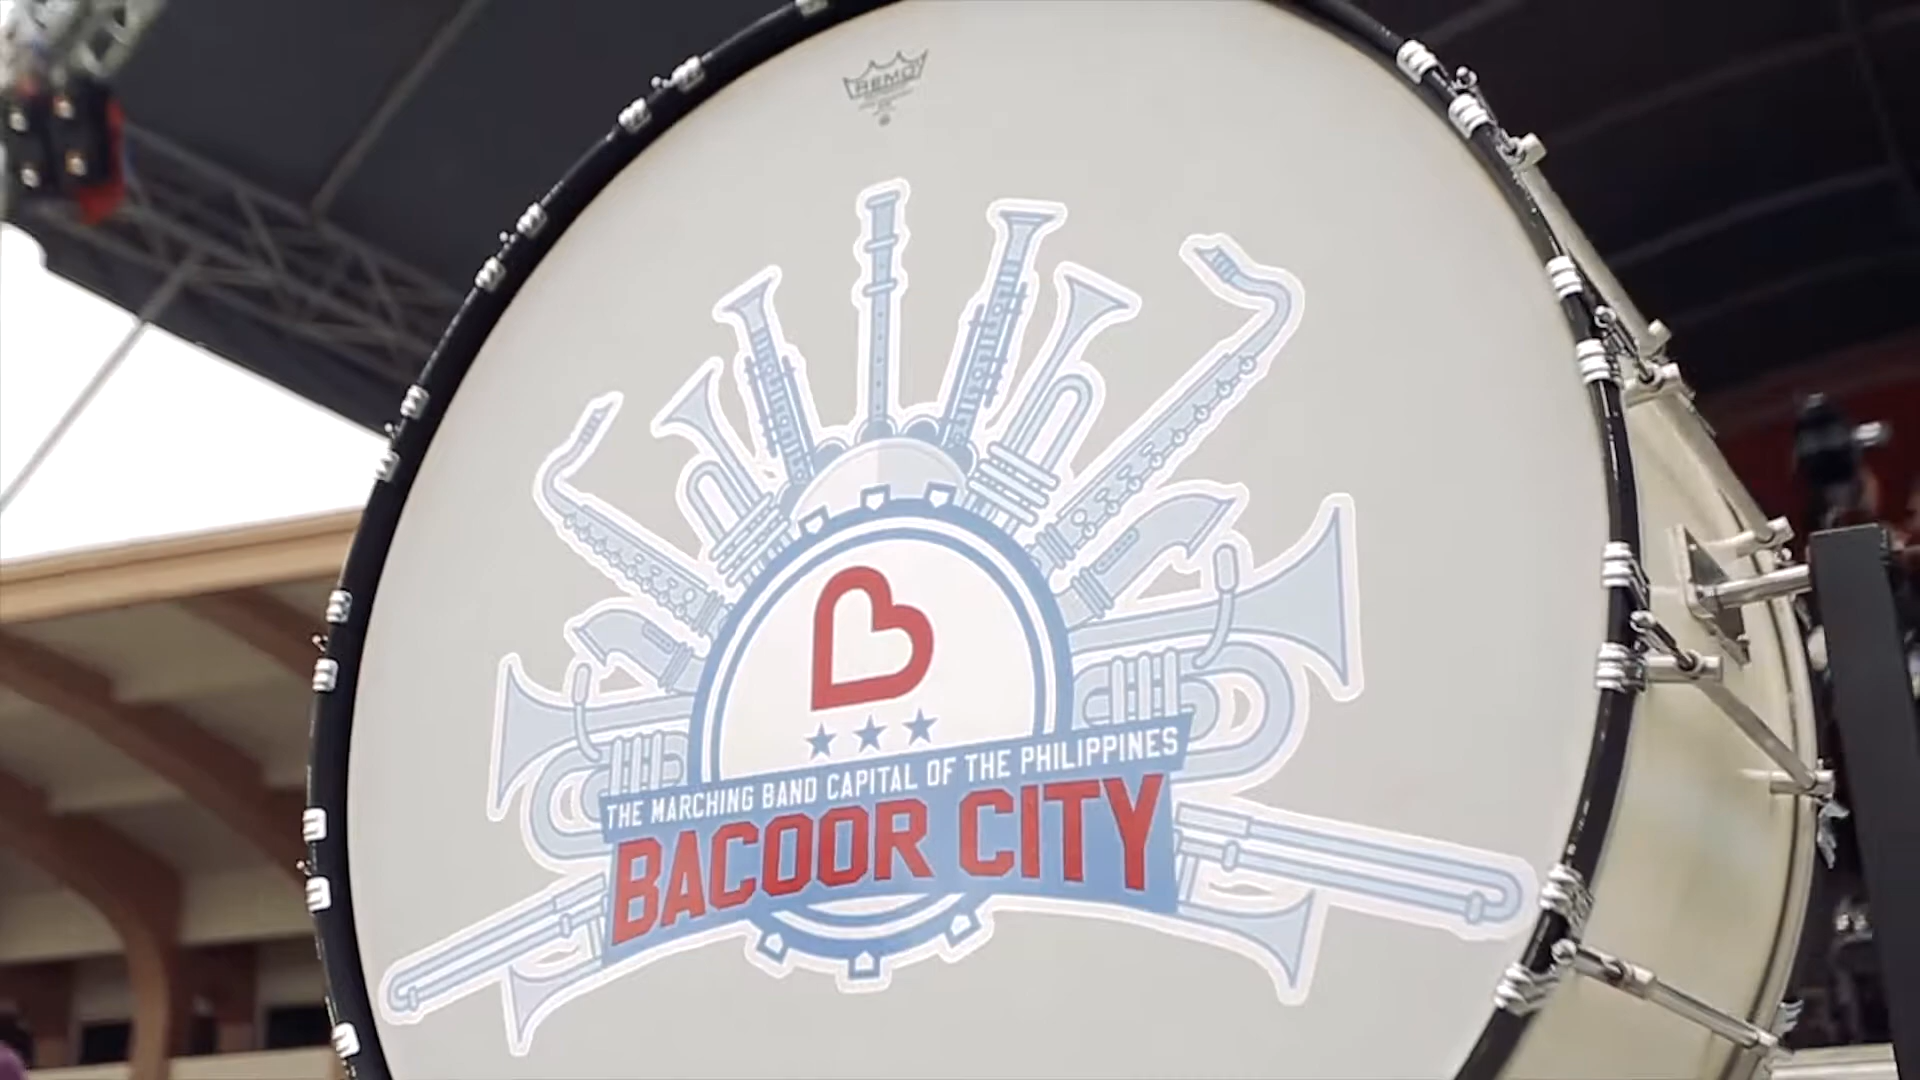 REMO
THE MARCHING BAND CAPITAL OF THE PHILIPPINES
BACOOR CITY